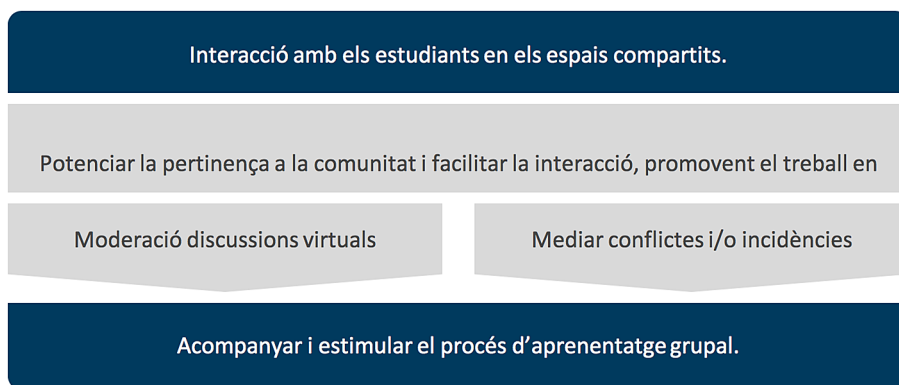 Interacció amb els estudiants en els espais compartits.
Potenciar la pertinença a la comunitat i facilitar la interacció, promovent el treball en
Moderació discussions virtuals
Mediar conflictes i/o incidències
Acompanyar i estimular el procés d’aprenentatge grupal.